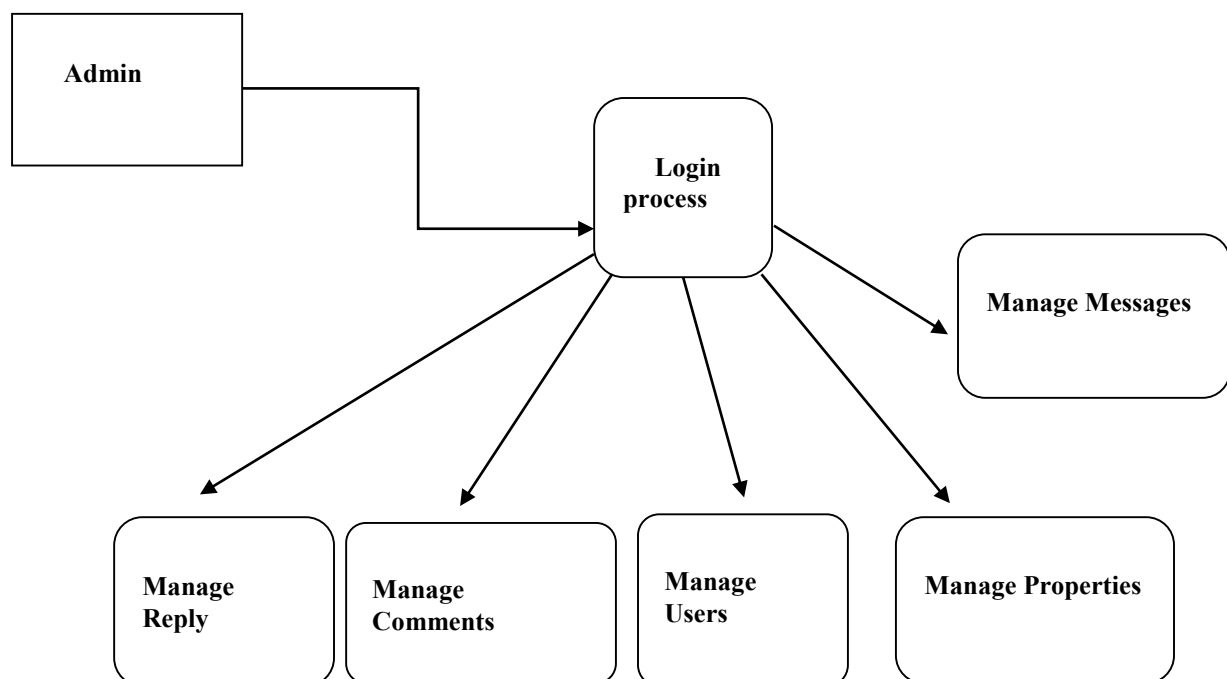 Admin
Login
process
Manage Messages
Manage
Reply
Manage
Comments
Manage
Users
Manage Properties